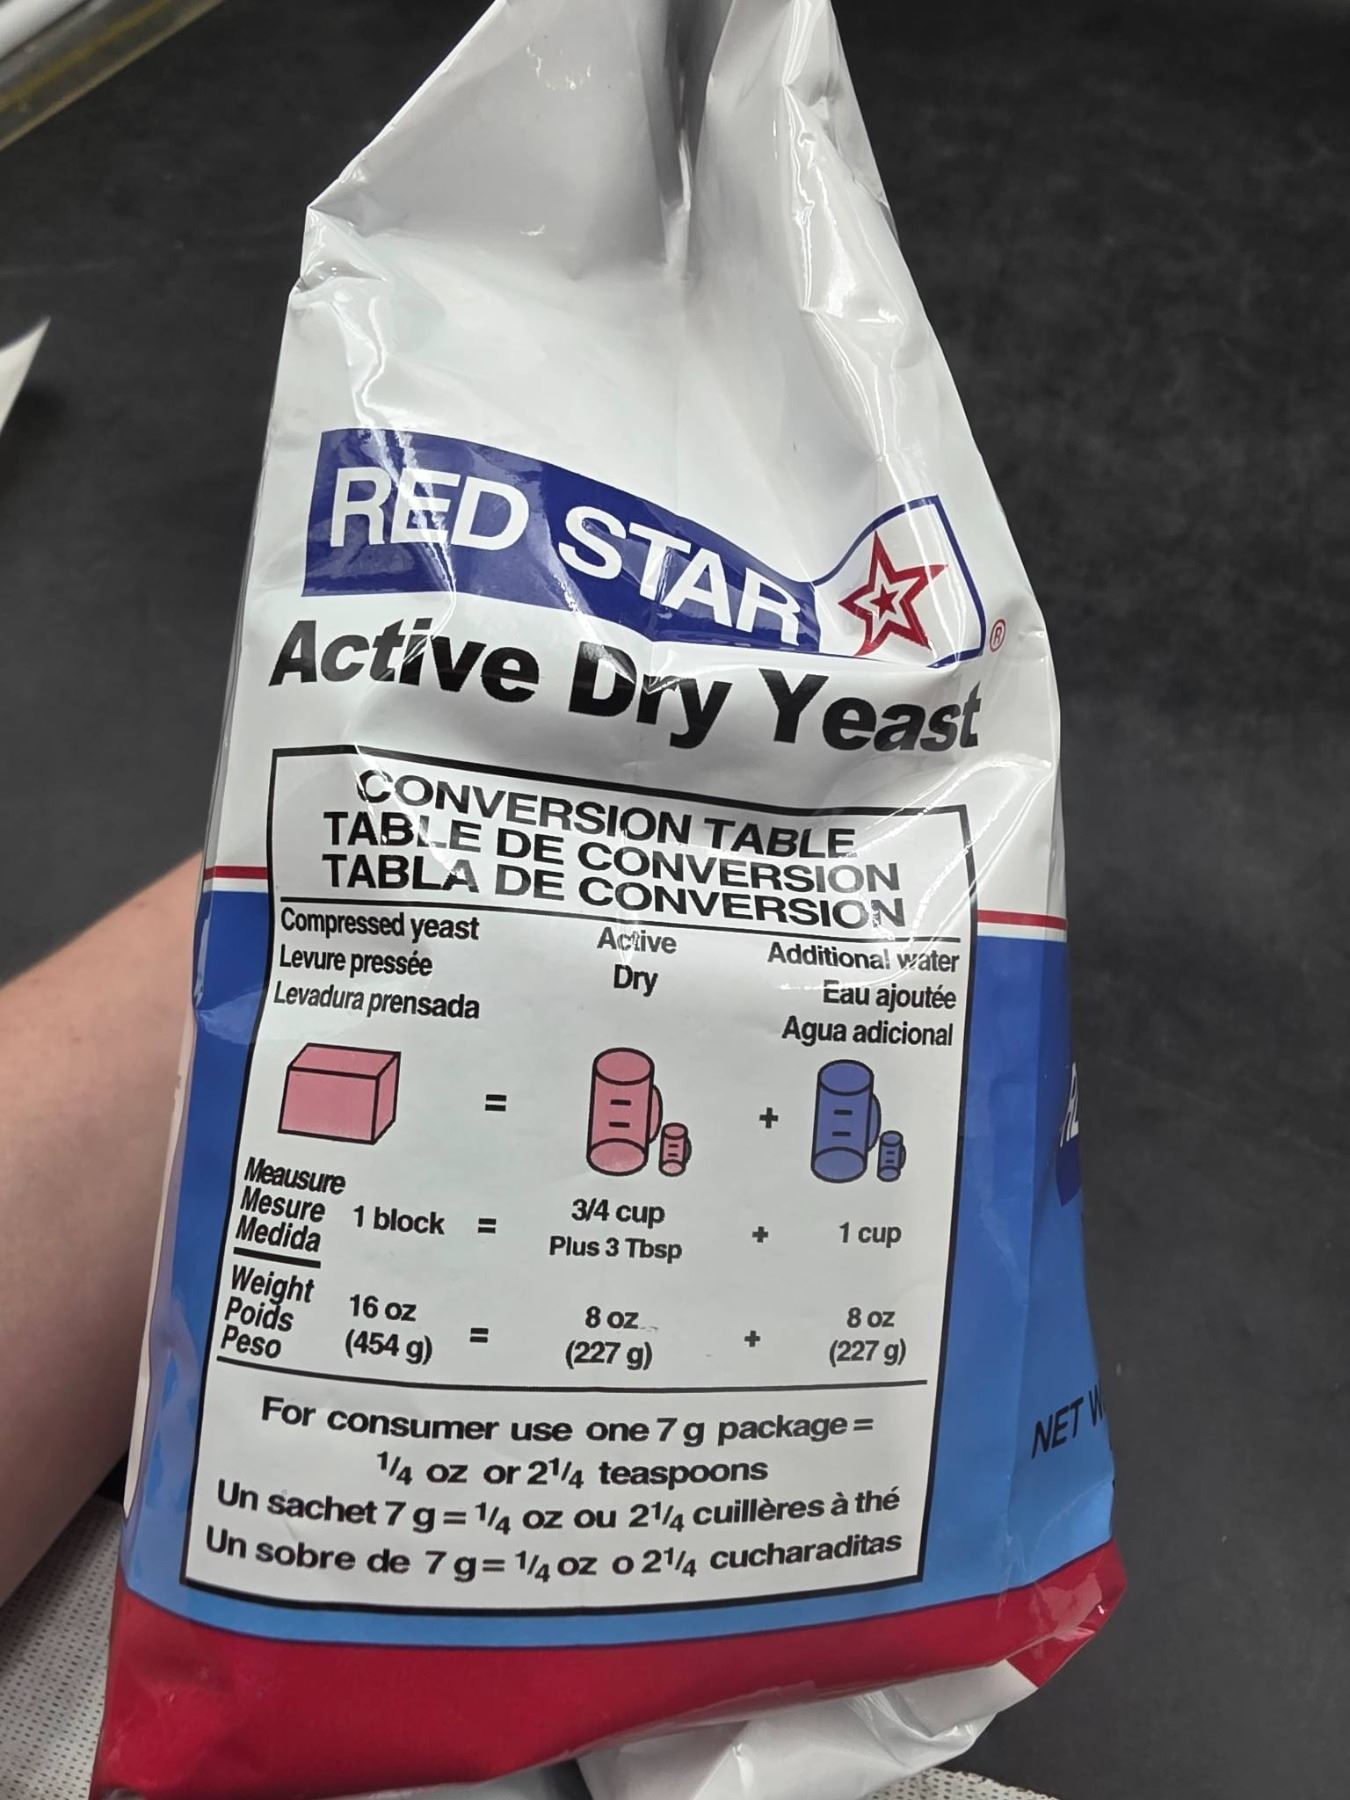 RED STAR
®
Active Dry Yeast
CONVERSION TABLE
TABLE DE CONVERSION
TABLA DE CONVERSION
Compressed yeast
Levure pressée
Levadura prensada
Active
Dry
Additional water
Eau ajoutée
Agua adicional
=
+
Meausure
Mesure
Medida
1 block = 3/4 cup + 1 cup
Plus 3 Tbsp
Weight
Poids
Peso
16 oz = 8 oz + 8 oz
(454 g) (227 g) (227 g)
For consumer use one 7 g package =
1/4 oz or 2 1/4 teaspoons
Un sachet 7 g = 1/4 oz ou 2 1/4 cuillères à thé
Un sobre de 7 g = 1/4 oz o 2 1/4 cucharaditas
NET